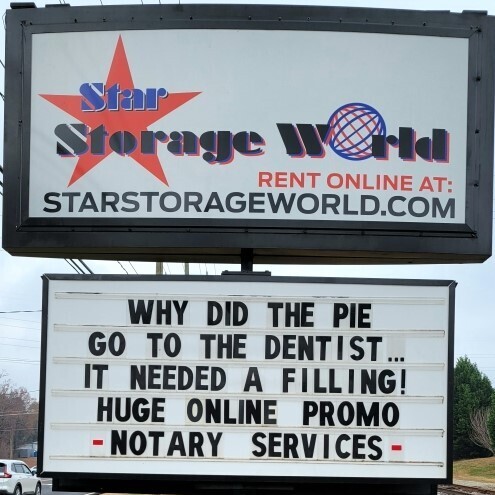 Star
Storage World
RENT ONLINE AT:
STARSTORAGEWORLD.COM
WHY DID THE PIE
GO TO THE DENTIST...
IT NEEDED A FILLING!
HUGE ONLINE PROMO
- NOTARY SERVICES -